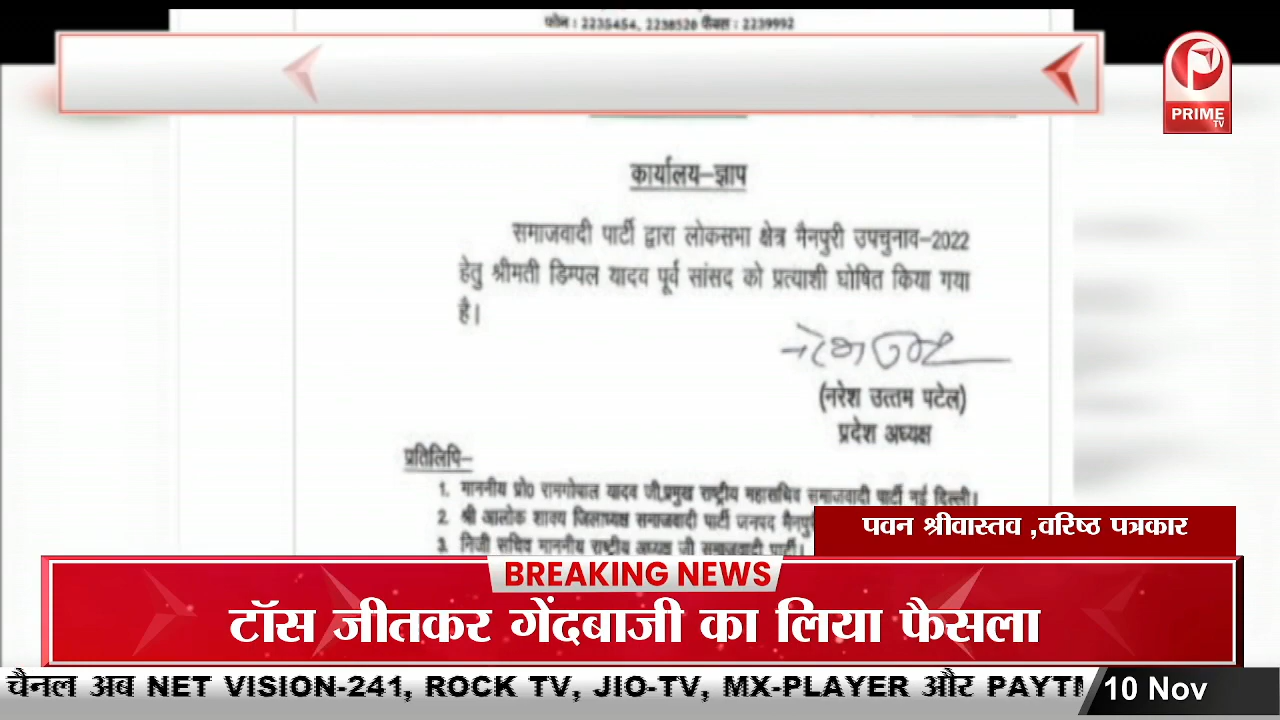 फोन : 2235454, 2238526 फैक्स : 2239992
PRIME
TV
कार्यालय–ज्ञाप
समाजवादी पार्टी द्वारा लोकसभा क्षेत्र मैनपुरी उपचुनाव–2022
हेतु श्रीमती डिम्पल यादव पूर्व सांसद को प्रत्याशी घोषित किया गया
है।
(नरेश उत्तम पटेल)
प्रदेश अध्यक्ष
प्रतिलिपि–
1. माननीय प्रो0 रामगोपाल यादव जी,प्रमुख राष्ट्रीय महासचिव समाजवादी पार्टी नई दिल्ली।
2. श्री आलोक शाक्य जिलाध्यक्ष समाजवादी पार्टी जनपद मैनपु
3. निजी सचिव माननीय राष्ट्रीय अध्यक्ष जी समाजवादी पार्टी।
पवन श्रीवास्तव ,वरिष्ठ पत्रकार
BREAKING NEWS
टॉस जीतकर गेंदबाजी का लिया फैसला
चैनल अब NET VISION-241, ROCK TV, JIO-TV, MX-PLAYER और PAYT
10 Nov